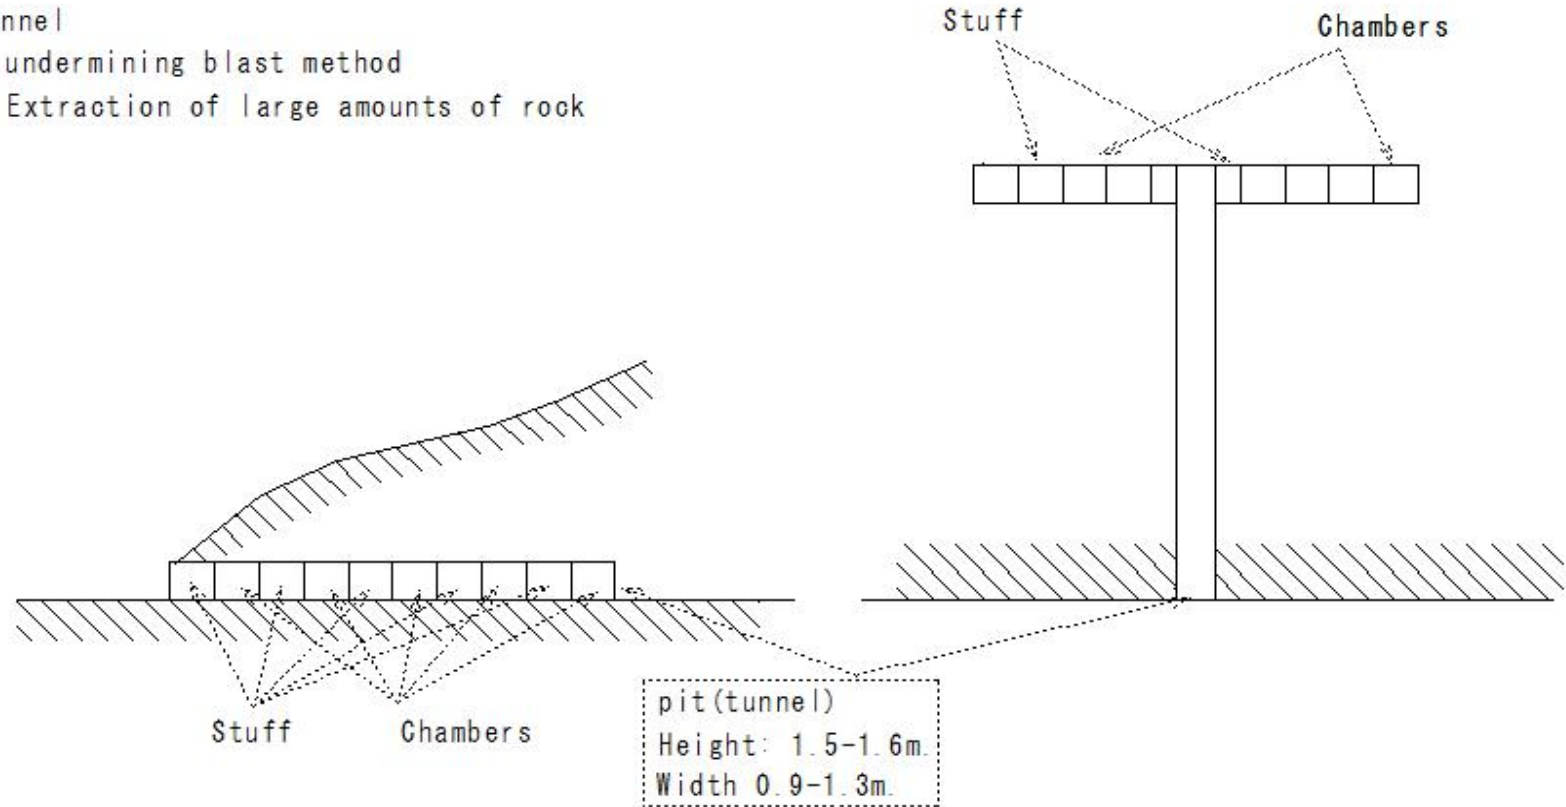 nnel
undermining blast method
Extraction of large amounts of rock
Stuff
Chambers
Stuff
Chambers
pit(tunnel)
Height: 1.5-1.6m.
Width 0.9-1.3m.